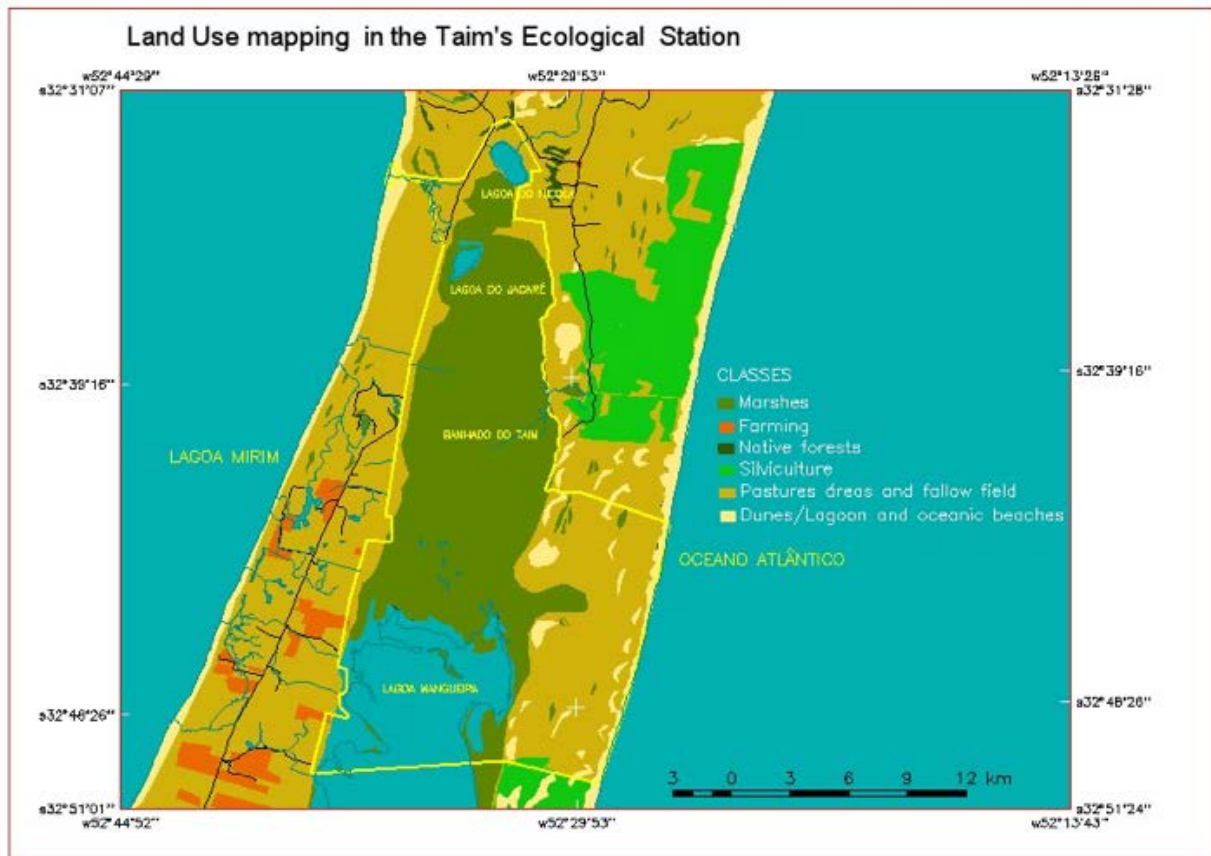 Land Use mapping in the Taim's Ecological Station
w52°44'29"
w52°29'53"
w52°13'26"
s32°31'07"
s32°31'28"
LAGOA DO NICOLA
LAGOA DO JACARÉ
s32°39'16"
s32°39'16"
CLASSES
Marshes
Farming
Native forests
Silviculture
Pastures áreas and fallow field
Dunes/Lagoon and oceanic beaches
BANHADO DO TAIM
LAGOA MIRIM
OCEANO ATLÂNTICO
LAGOA MANGUEIRA
s32°48'26"
s32°48'26"
3 0 3 6 9 12 km
s32°51'01"
s32°51'24"
w52°44'52"
w52°29'53"
w52°13'43"